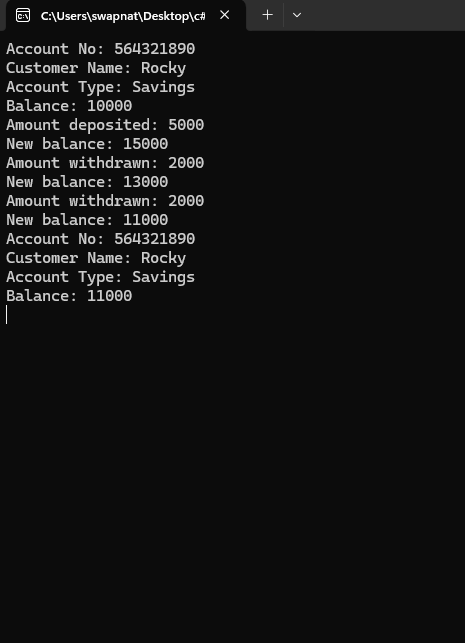 C:\Users\swapnat\Desktop\c#
Account No: 564321890
Customer Name: Rocky
Account Type: Savings
Balance: 10000
Amount deposited: 5000
New balance: 15000
Amount withdrawn: 2000
New balance: 13000
Amount withdrawn: 2000
New balance: 11000
Account No: 564321890
Customer Name: Rocky
Account Type: Savings
Balance: 11000